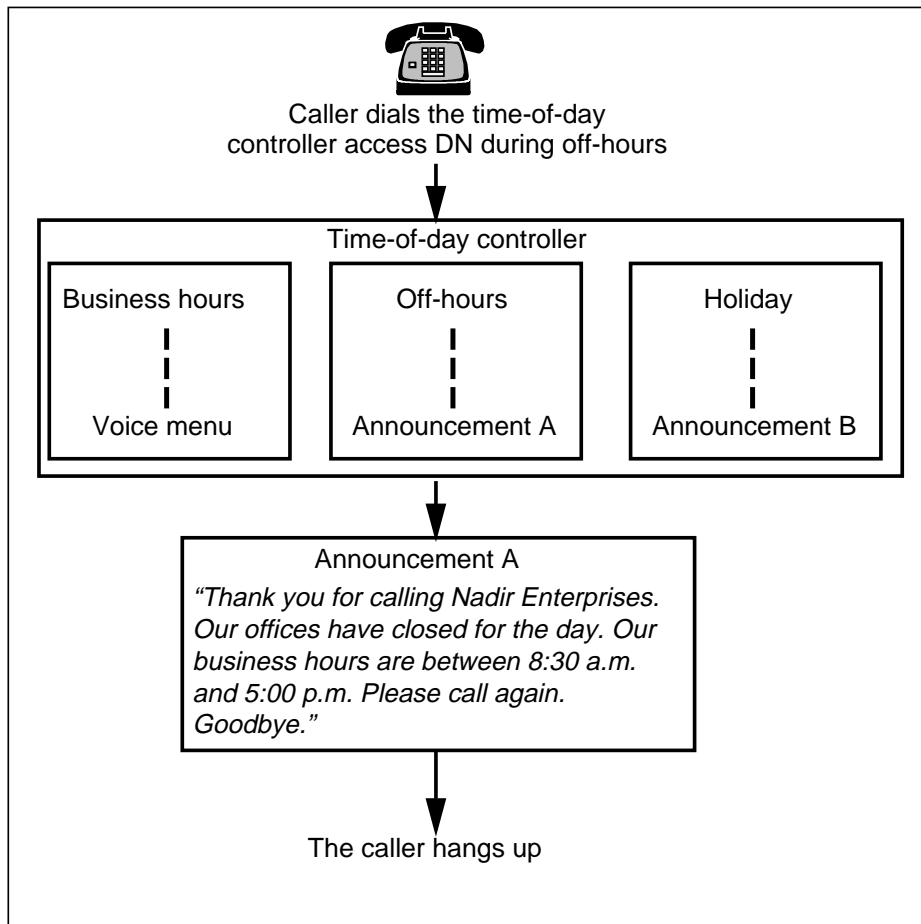 Caller dials the time-of-day
controller access DN during off-hours
Time-of-day controller
Business hours
Voice menu
Off-hours
Announcement A
Holiday
Announcement B
Announcement A
“Thank you for calling Nadir Enterprises.
Our offices have closed for the day. Our
business hours are between 8:30 a.m.
and 5:00 p.m. Please call again.
Goodbye.”
The caller hangs up